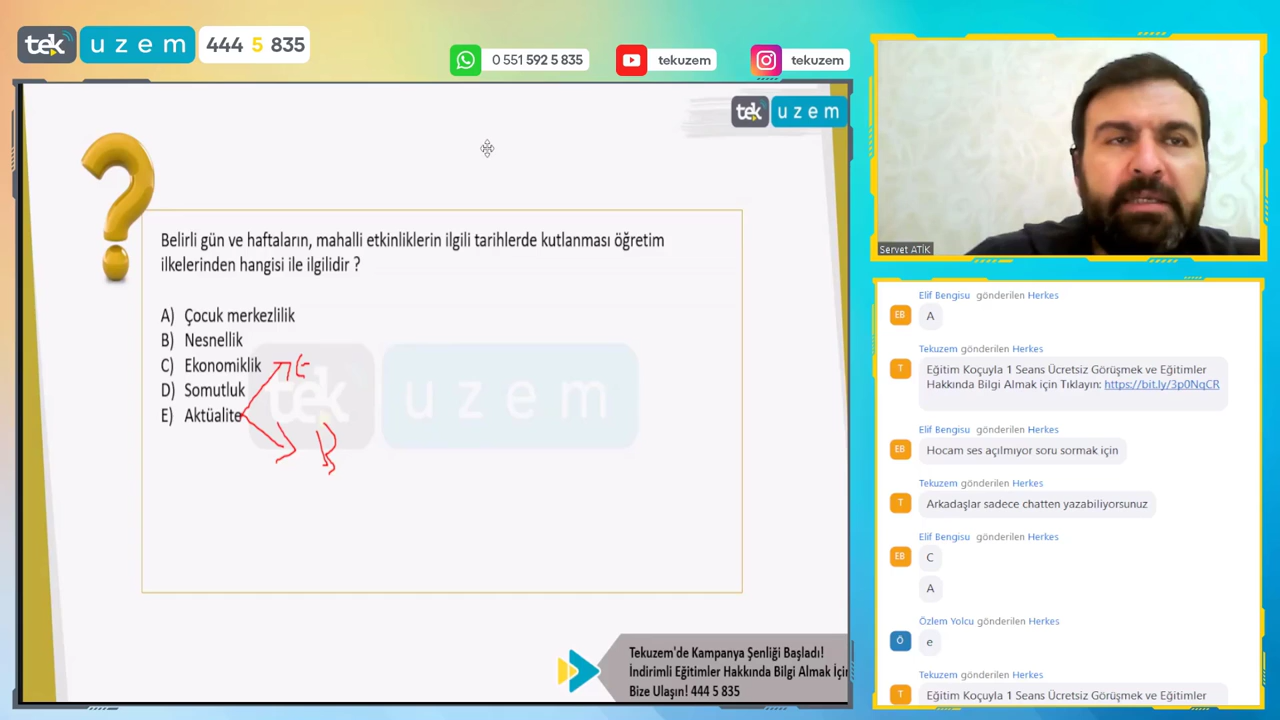 tek uzem 444 5 835
0 551 592 5 835
tekuzem
tekuzem
tek uzem
Belirli gün ve haftaların, mahalli etkinliklerin ilgili tarihlerde kutlanması öğretim
ilkelerinden hangisi ile ilgilidir ?
A) Çocuk merkezlilik
B) Nesnellik
C) Ekonomiklik
D) Somutluk
E) Aktüalite
tek uzem
Tekuzem'de Kampanya Şenliği Başladı!
İndirimli Eğitimler Hakkında Bilgi Almak İçin
Bize Ulaşın! 444 5 835
Servet ATİK
Elif Bengisu gönderilen Herkes
EB A
Tekuzem gönderilen Herkes
T Eğitim Koçuyla 1 Seans Ücretsiz Görüşmek ve Eğitimler
Hakkında Bilgi Almak için Tıklayın: https://bit.ly/3p0NqCR
Elif Bengisu gönderilen Herkes
EB Hocam ses açılmıyor soru sormak için
Tekuzem gönderilen Herkes
T Arkadaşlar sadece chatten yazabiliyorsunuz
Elif Bengisu gönderilen Herkes
EB C
A
Özlem Yolcu gönderilen Herkes
Ö e
Tekuzem gönderilen Herkes
T Eğitim Koçuyla 1 Seans Ücretsiz Görüşmek ve Eğitimler